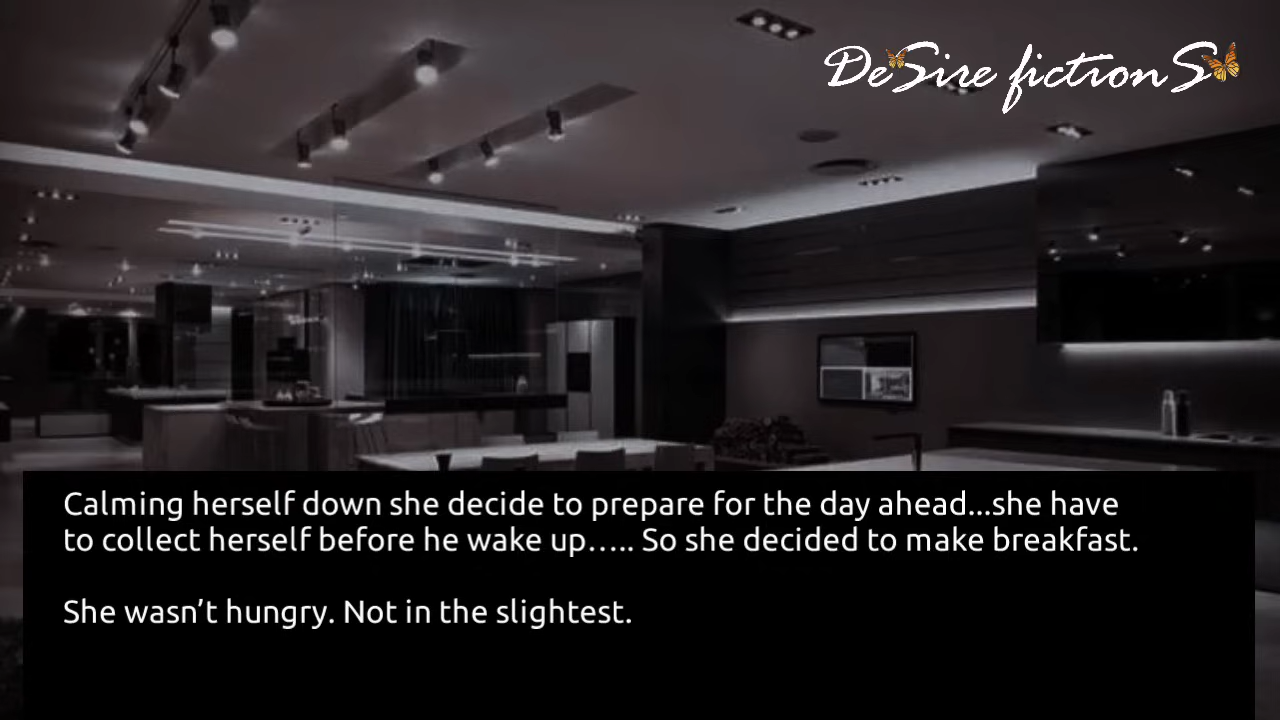 DeSire fictionS
Calming herself down she decide to prepare for the day ahead...she have
to collect herself before he wake up….. So she decided to make breakfast.
She wasn’t hungry. Not in the slightest.